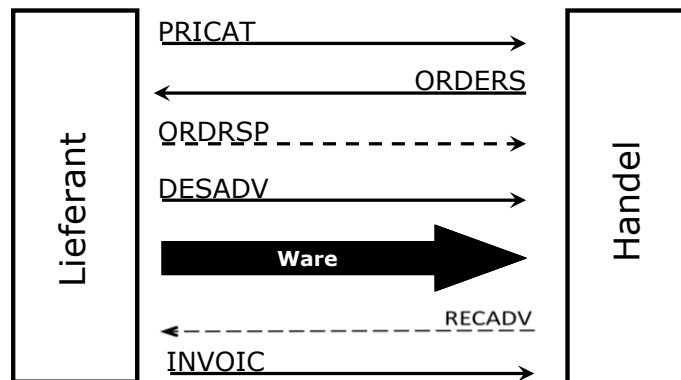 Lieferant
PRICAT
ORDERS
ORDRSP
DESADV
Ware
RECADV
INVOIC
Handel